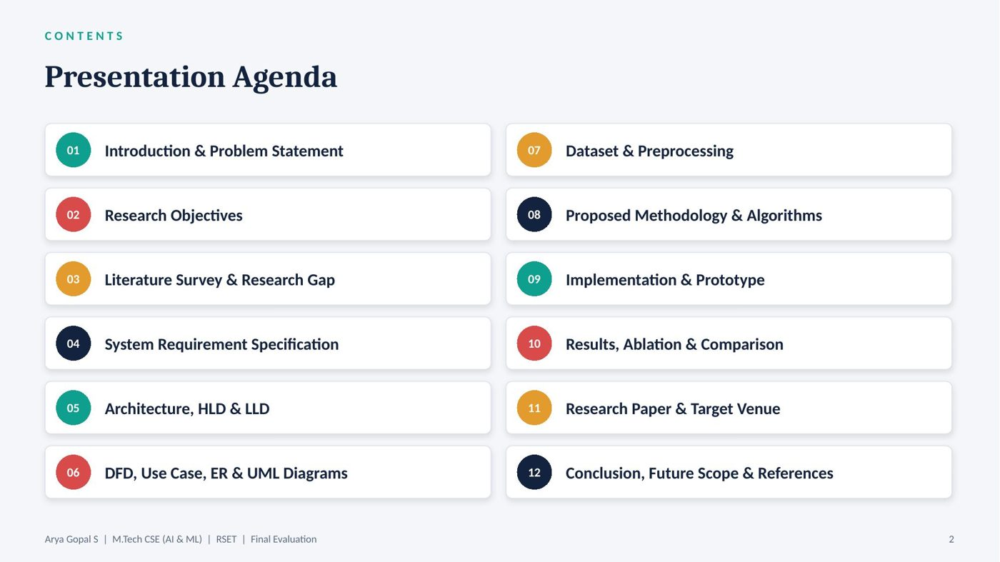 CONTENTS
Presentation Agenda
01 Introduction & Problem Statement
02 Research Objectives
03 Literature Survey & Research Gap
04 System Requirement Specification
05 Architecture, HLD & LLD
06 DFD, Use Case, ER & UML Diagrams
07 Dataset & Preprocessing
08 Proposed Methodology & Algorithms
09 Implementation & Prototype
10 Results, Ablation & Comparison
11 Research Paper & Target Venue
12 Conclusion, Future Scope & References
Arya Gopal S | M.Tech CSE (AI & ML) | RSET | Final Evaluation
2